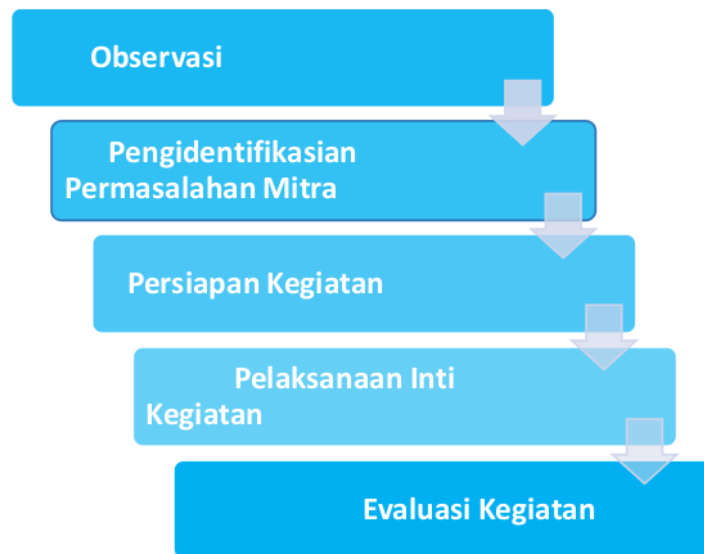 Observasi
Pengidentifikasian
Permasalahan Mitra
Persiapan Kegiatan
Pelaksanaan Inti
Kegiatan
Evaluasi Kegiatan